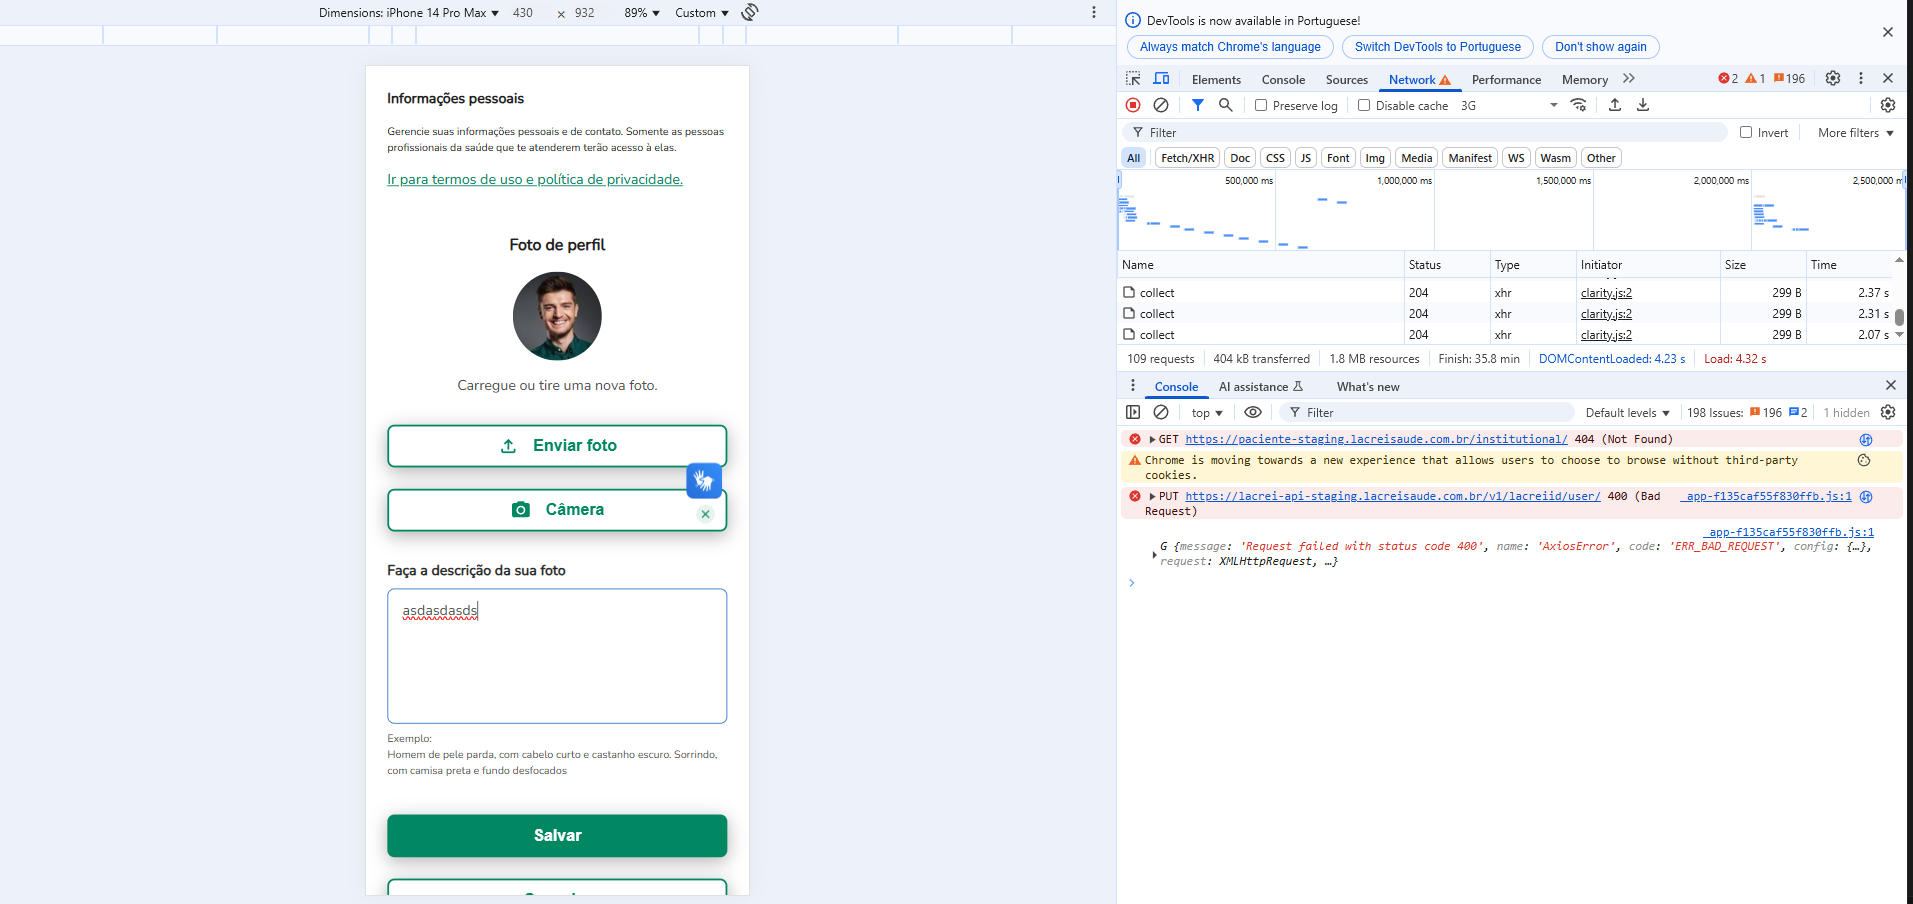 Dimensions: iPhone 14 Pro Max ▼ 430 × 932 89% ▼ Custom ▼
Informações pessoais
Gerencie suas informações pessoais e de contato. Somente as pessoas
profissionais da saúde que te atenderem terão acesso à elas.
Ir para termos de uso e política de privacidade.
Foto de perfil
Carregue ou tire uma nova foto.
Enviar foto
Câmera
Faça a descrição da sua foto
asdasdasds
Exemplo:
Homem de pele parda, com cabelo curto e castanho escuro. Sorrindo,
com camisa preta e fundo desfocados
Salvar
DevTools is now available in Portuguese!
Always match Chrome's language Switch DevTools to Portuguese Don't show again
Elements Console Sources Network Performance Memory 2 1 196
Preserve log Disable cache 3G
Filter Invert More filters ▼
All Fetch/XHR Doc CSS JS Font Img Media Manifest WS Wasm Other
500,000 ms 1,000,000 ms 1,500,000 ms 2,000,000 ms 2,500,000
Name Status Type Initiator Size Time
collect 204 xhr clarity.js:2 299 B 2.37 s
collect 204 xhr clarity.js:2 299 B 2.31 s
collect 204 xhr clarity.js:2 299 B 2.07 s
109 requests 404 kB transferred 1.8 MB resources Finish: 35.8 min DOMContentLoaded: 4.23 s Load: 4.32 s
Console AI assistance What's new
top ▼ Filter Default levels ▼ 198 Issues: 196 2 1 hidden
GET https://paciente-staging.lacreisaude.com.br/institutional/ 404 (Not Found)
Chrome is moving towards a new experience that allows users to choose to browse without third-party
cookies.
PUT https://lacrei-api-staging.lacreisaude.com.br/v1/lacreiid/user/ 400 (Bad _app-f135caf55f830ffb.js:1
Request)
_app-f135caf55f830ffb.js:1
G {message: 'Request failed with status code 400', name: 'AxiosError', code: 'ERR_BAD_REQUEST', config: {…},
request: XMLHttpRequest, …}